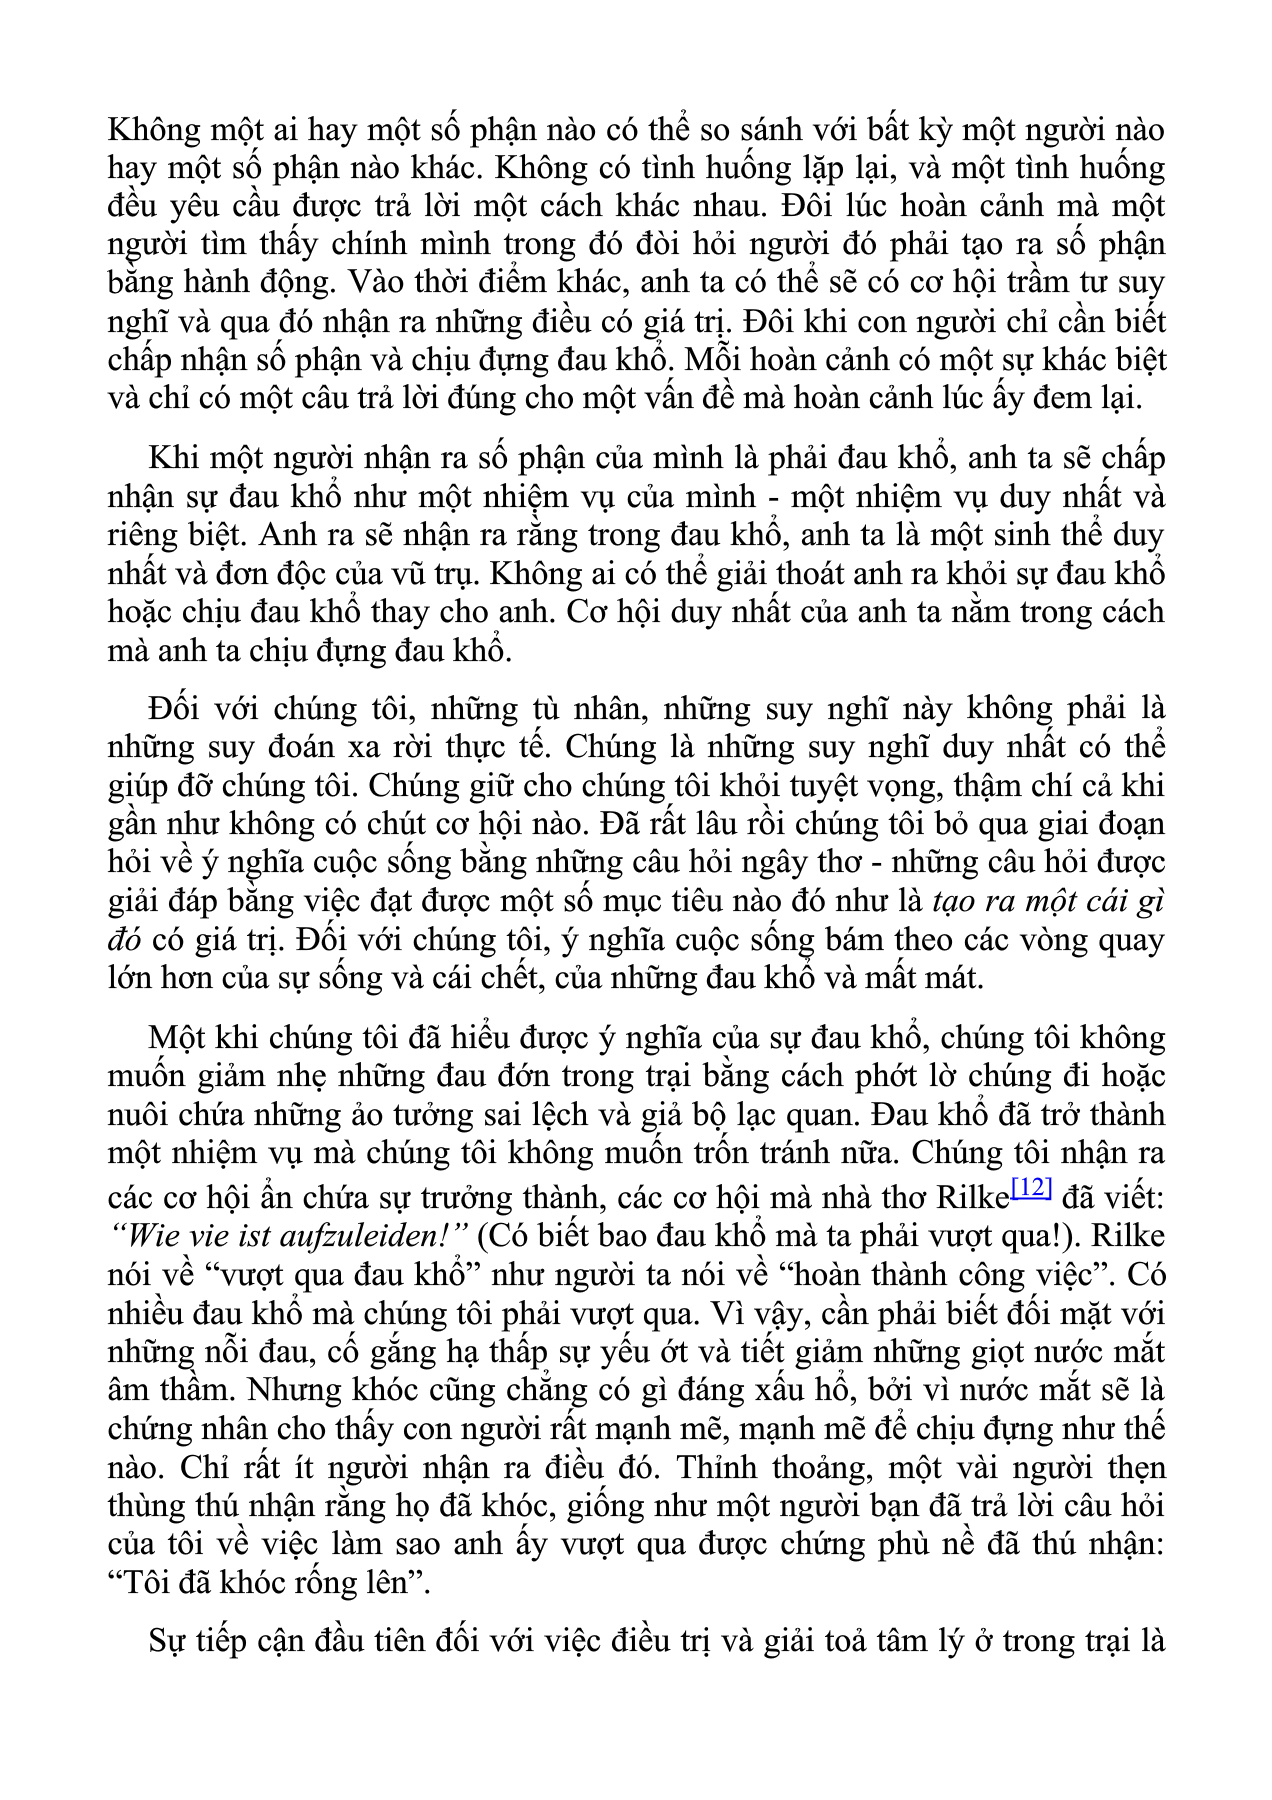 Không một ai hay một số phận nào có thể so sánh với bất kỳ một người nào
hay một số phận nào khác. Không có tình huống lặp lại, và một tình huống
đều yêu cầu được trả lời một cách khác nhau. Đôi lúc hoàn cảnh mà một
người tìm thấy chính mình trong đó đòi hỏi người đó phải tạo ra số phận
bằng hành động. Vào thời điểm khác, anh ta có thể sẽ có cơ hội trầm tư suy
nghĩ và qua đó nhận ra những điều có giá trị. Đôi khi con người chỉ cần biết
chấp nhận số phận và chịu đựng đau khổ. Mỗi hoàn cảnh có một sự khác biệt
và chỉ có một câu trả lời đúng cho một vấn đề mà hoàn cảnh lúc ấy đem lại.
Khi một người nhận ra số phận của mình là phải đau khổ, anh ta sẽ chấp
nhận sự đau khổ như một nhiệm vụ của mình - một nhiệm vụ duy nhất và
riêng biệt. Anh ra sẽ nhận ra rằng trong đau khổ, anh ta là một sinh thể duy
nhất và đơn độc của vũ trụ. Không ai có thể giải thoát anh ra khỏi sự đau khổ
hoặc chịu đau khổ thay cho anh. Cơ hội duy nhất của anh ta nằm trong cách
mà anh ta chịu đựng đau khổ.
Đối với chúng tôi, những tù nhân, những suy nghĩ này không phải là
những suy đoán xa rời thực tế. Chúng là những suy nghĩ duy nhất có thể
giúp đỡ chúng tôi. Chúng giữ cho chúng tôi khỏi tuyệt vọng, thậm chí cả khi
gần như không có chút cơ hội nào. Đã rất lâu rồi chúng tôi bỏ qua giai đoạn
hỏi về ý nghĩa cuộc sống bằng những câu hỏi ngây thơ - những câu hỏi được
giải đáp bằng việc đạt được một số mục tiêu nào đó như là tạo ra một cái gì
đó có giá trị. Đối với chúng tôi, ý nghĩa cuộc sống bám theo các vòng quay
lớn hơn của sự sống và cái chết, của những đau khổ và mất mát.
Một khi chúng tôi đã hiểu được ý nghĩa của sự đau khổ, chúng tôi không
muốn giảm nhẹ những đau đớn trong trại bằng cách phớt lờ chúng đi hoặc
nuôi chứa những ảo tưởng sai lệch và giả bộ lạc quan. Đau khổ đã trở thành
một nhiệm vụ mà chúng tôi không muốn trốn tránh nữa. Chúng tôi nhận ra
các cơ hội ẩn chứa sự trưởng thành, các cơ hội mà nhà thơ Rilke[12] đã viết:
“Wie vie ist aufzuleiden!” (Có biết bao đau khổ mà ta phải vượt qua!). Rilke
nói về “vượt qua đau khổ” như người ta nói về “hoàn thành công việc”. Có
nhiều đau khổ mà chúng tôi phải vượt qua. Vì vậy, cần phải biết đối mặt với
những nỗi đau, cố gắng hạ thấp sự yếu ớt và tiết giảm những giọt nước mắt
âm thầm. Nhưng khóc cũng chẳng có gì đáng xấu hổ, bởi vì nước mắt sẽ là
chứng nhân cho thấy con người rất mạnh mẽ, mạnh mẽ để chịu đựng như thế
nào. Chỉ rất ít người nhận ra điều đó. Thỉnh thoảng, một vài người thẹn
thùng thú nhận rằng họ đã khóc, giống như một người bạn đã trả lời câu hỏi
của tôi về việc làm sao anh ấy vượt qua được chứng phù nề đã thú nhận:
“Tôi đã khóc rống lên”.
Sự tiếp cận đầu tiên đối với việc điều trị và giải toả tâm lý ở trong trại là